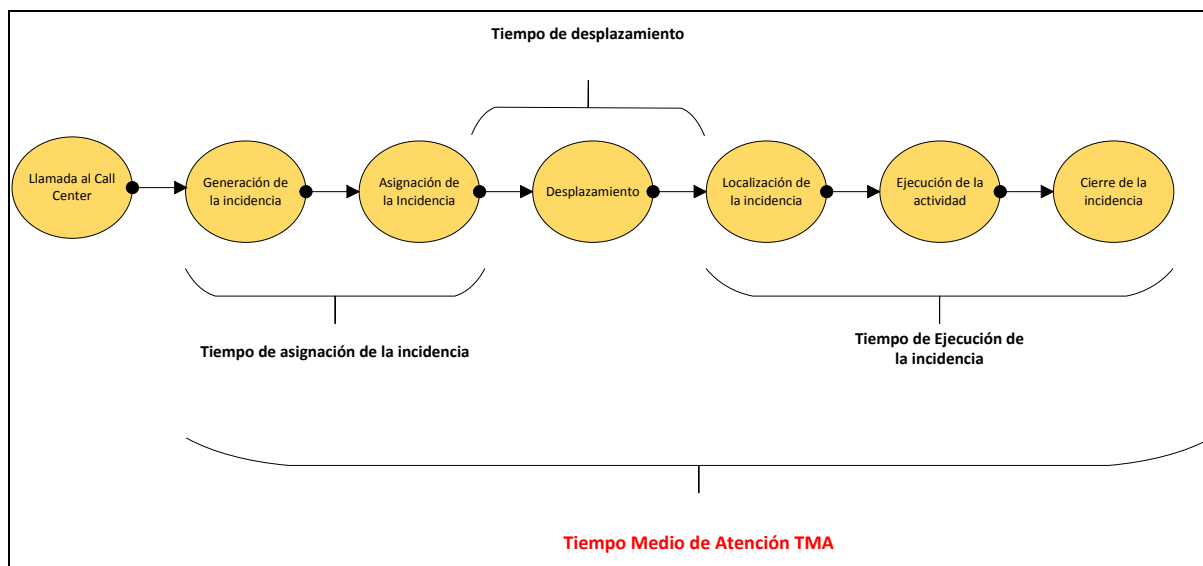 Tiempo de desplazamiento
Llamada al Call
Center
Generación de
la incidencia
Asignación de
la Incidencia
Desplazamiento
Localización de
la incidencia
Ejecución de la
actividad
Cierre de la
incidencia
Tiempo de asignación de la incidencia
Tiempo de Ejecución de
la incidencia
Tiempo Medio de Atención TMA